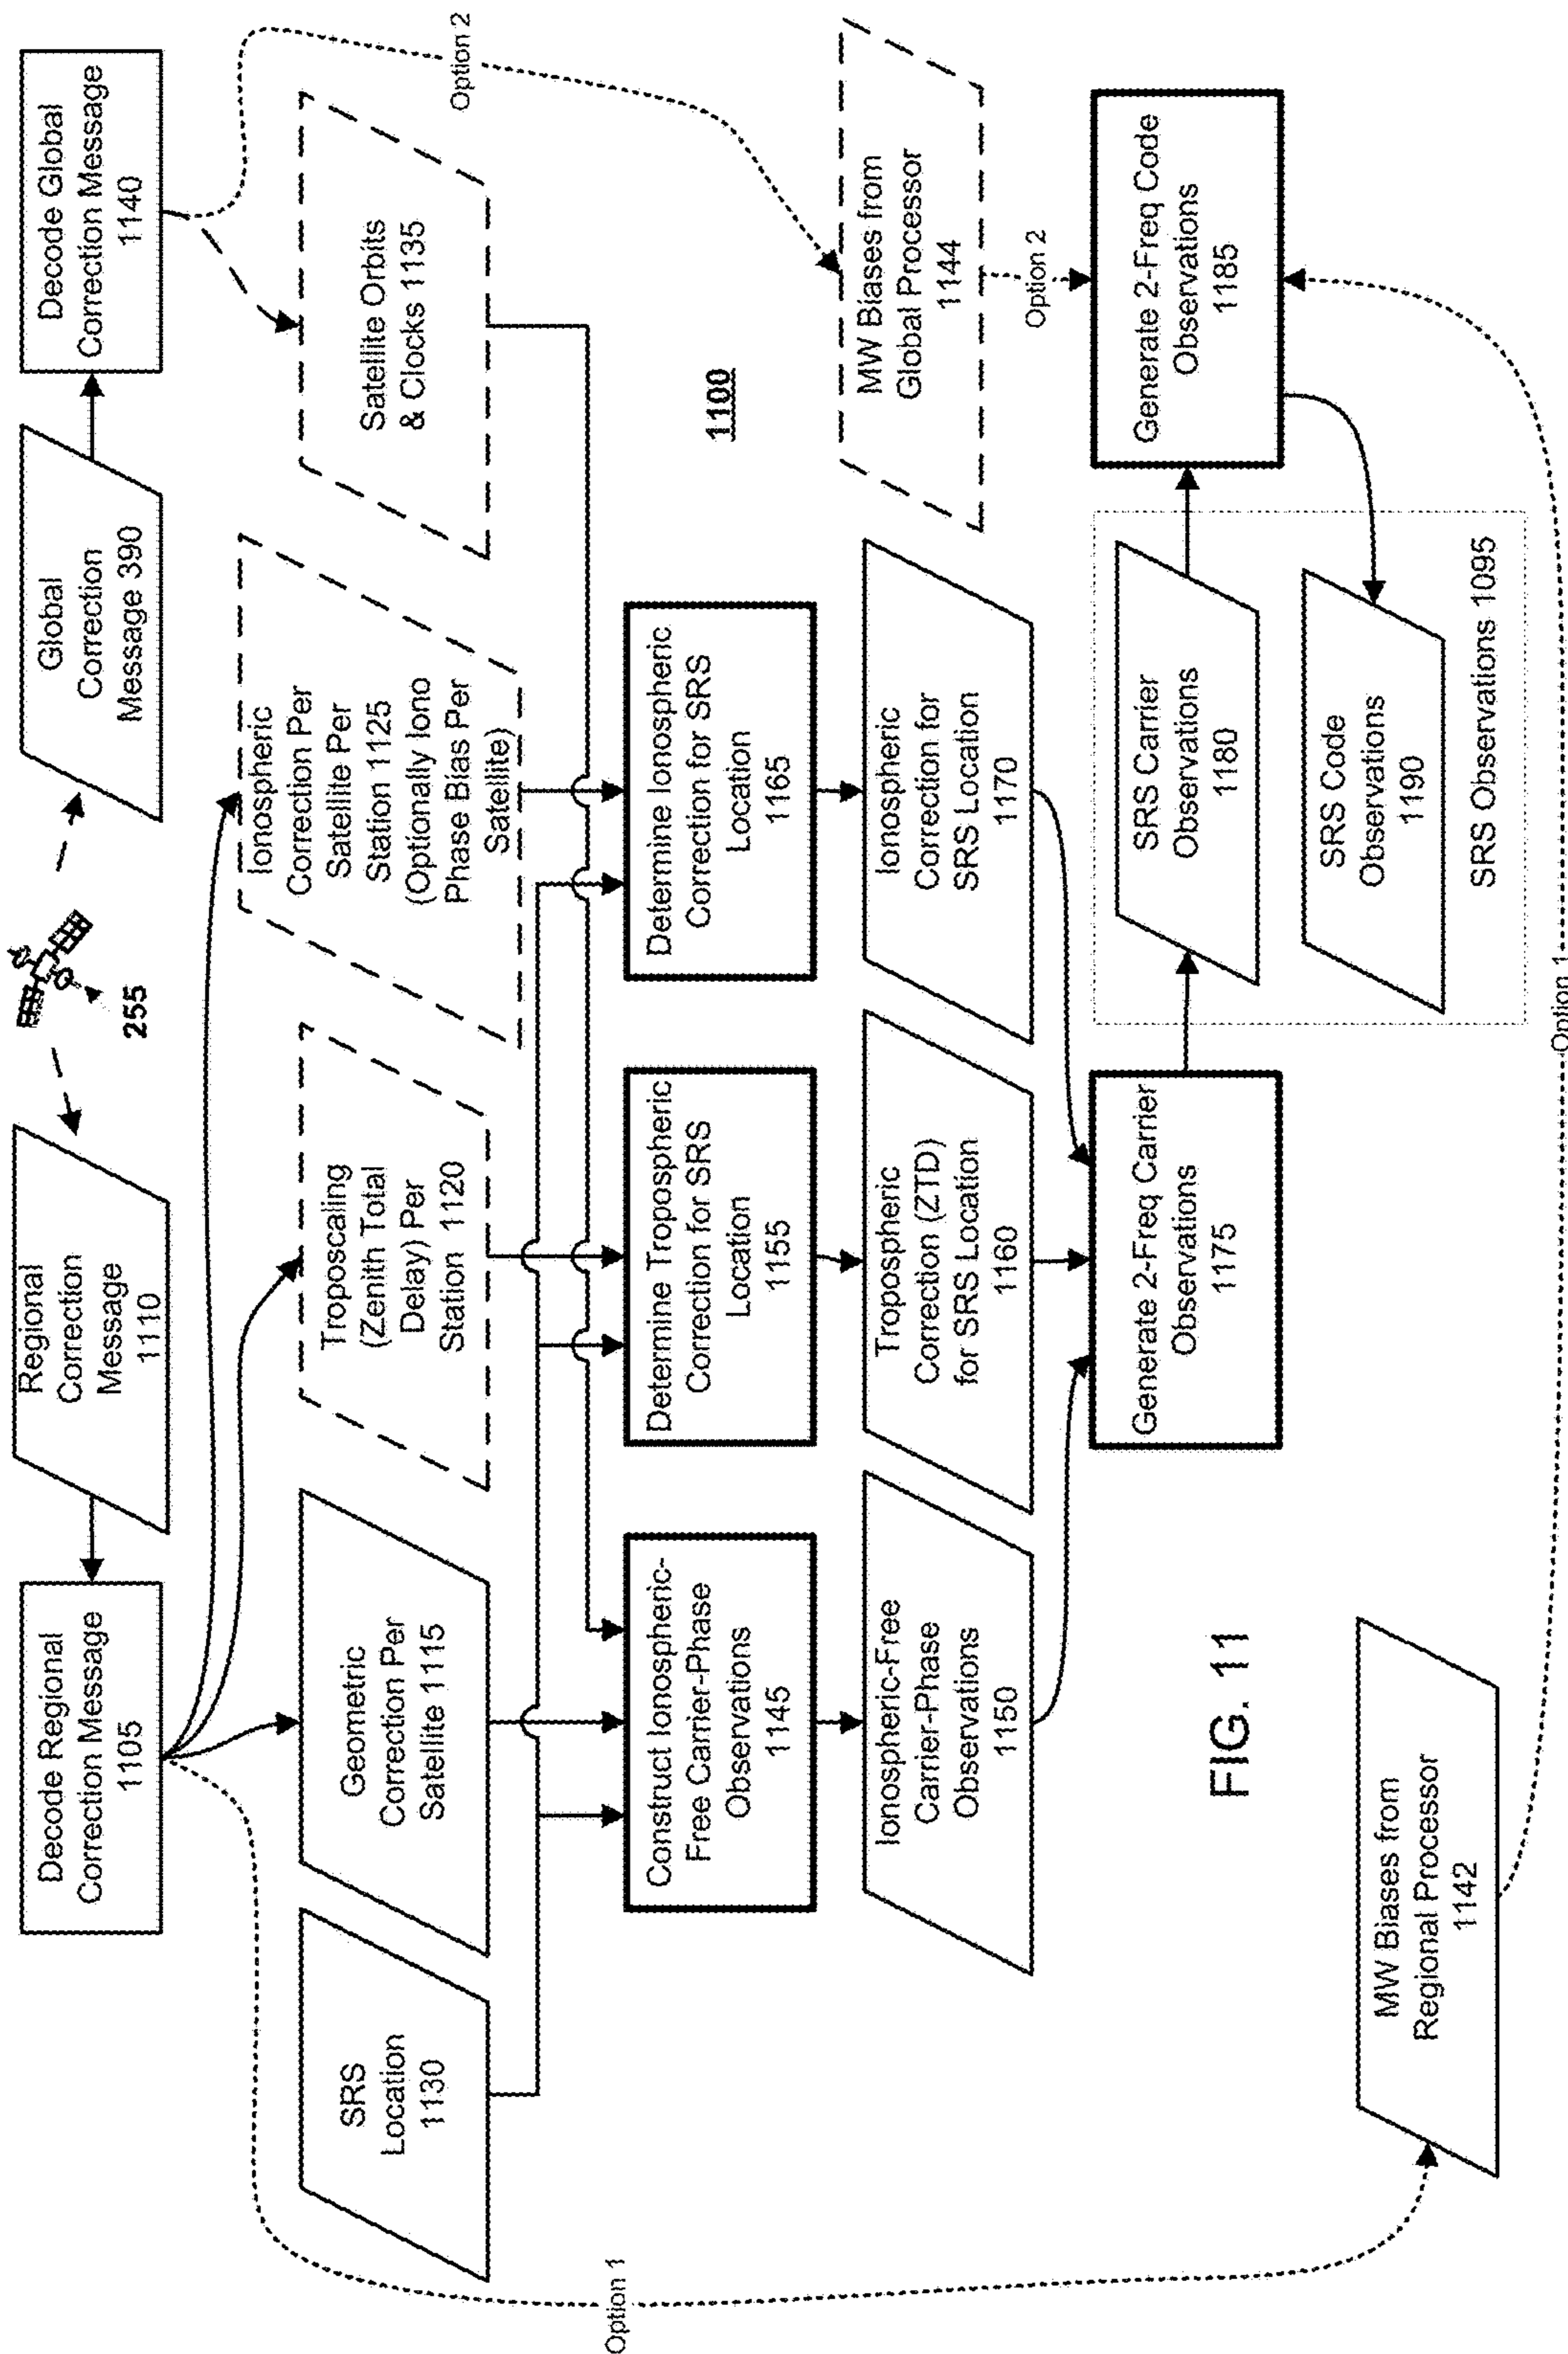 Decode Regional
Correction Message
1105
Regional
Correction
Message
1110
255
Global
Correction
Message 390
Decode Global
Correction Message
1140
SRS
Location
1130
Geometric
Correction Per
Satellite 1115
Troposcaling
(Zenith Total
Delay) Per
Station 1120
Ionospheric
Correction Per
Satellite Per
Station 1125
(Optionally Iono
Phase Bias Per
Satellite)
Satellite Orbits
& Clocks 1135
Option 2
Option 1
Construct Ionospheric-
Free Carrier-Phase
Observations
1145
Determine Tropospheric
Correction for SRS
Location
1155
Determine Ionospheric
Correction for SRS
Location
1165
1100
Ionospheric-Free
Carrier-Phase
Observations
1150
Tropospheric
Correction (ZTD)
for SRS Location
1160
Ionospheric
Correction for
SRS Location
1170
MW Biases from
Global Processor
1144
Option 2
Generate 2-Freq Carrier
Observations
1175
SRS Carrier
Observations
1180
Generate 2-Freq Code
Observations
1185
SRS Code
Observations
1190
SRS Observations 1095
FIG. 11
MW Biases from
Regional Processor
1142
Option 1